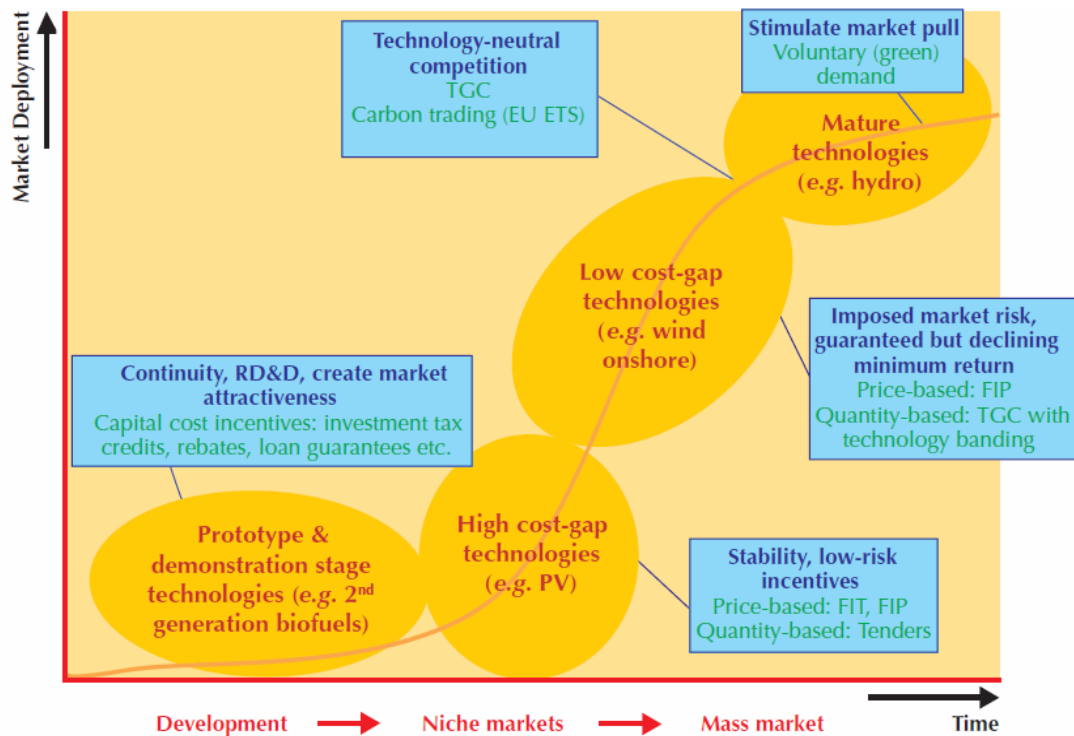 Market Deployment
Technology-neutral
competition
TGC
Carbon trading (EU ETS)
Stimulate market pull
Voluntary (green)
demand
Mature
technologies
(e.g. hydro)
Low cost-gap
technologies
(e.g. wind
onshore)
Imposed market risk,
guaranteed but declining
minimum return
Price-based: FIP
Quantity-based: TGC with
technology banding
Continuity, RD&D, create market
attractiveness
Capital cost incentives: investment tax
credits, rebates, loan guarantees etc.
Prototype &
demonstration stage
technologies (e.g. 2nd
generation biofuels)
High cost-gap
technologies
(e.g. PV)
Stability, low-risk
incentives
Price-based: FIT, FIP
Quantity-based: Tenders
Development Niche markets Mass market Time